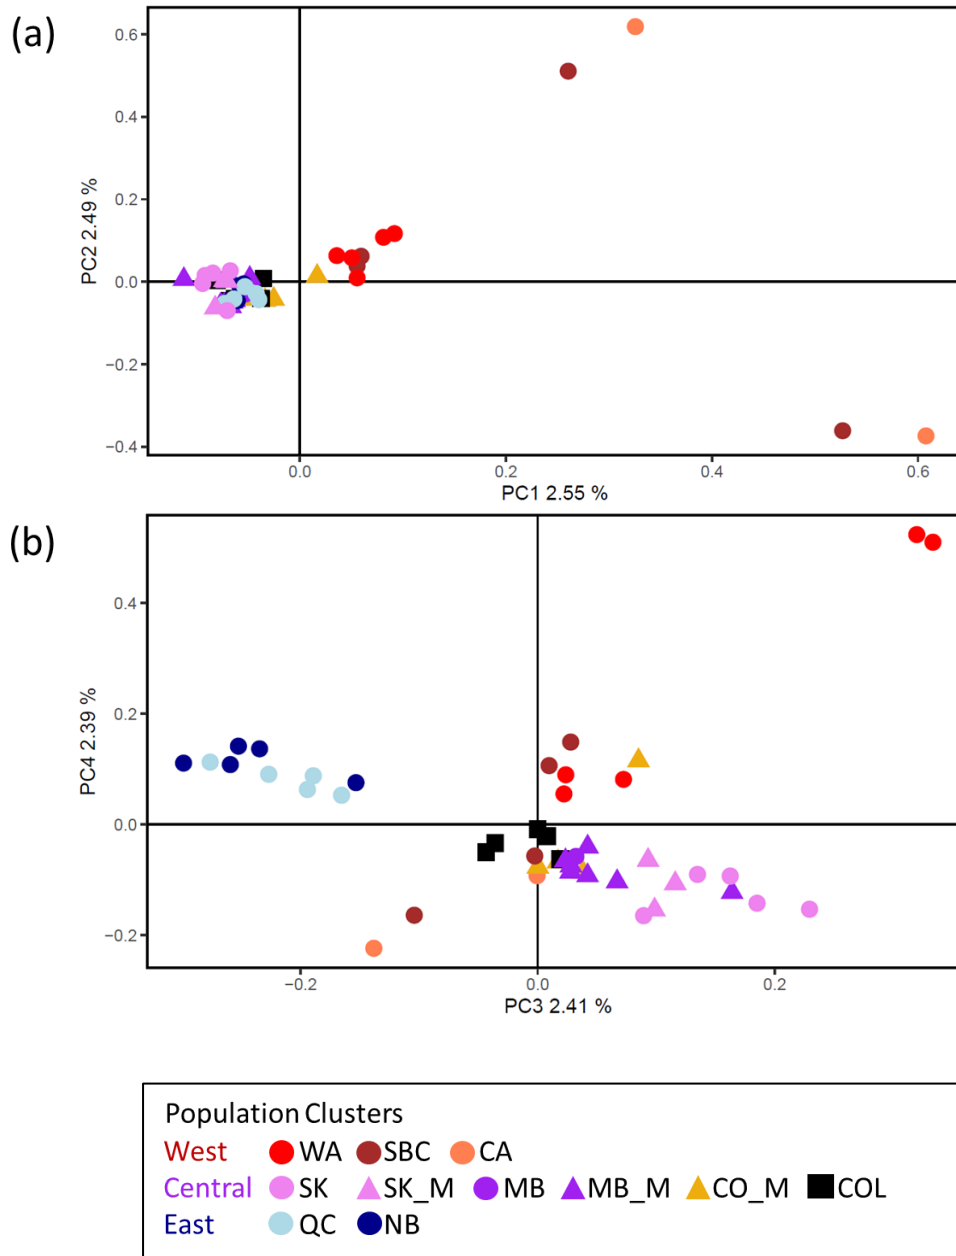 (a)
0.6
0.4
0.2
0.0
−0.2
−0.4
PC2 2.49 %
0.0 0.2 0.4 0.6
PC1 2.55 %
(b)
0.4
0.2
0.0
−0.2
PC4 2.39 %
−0.2 0.0 0.2
PC3 2.41 %
Population Clusters
West WA SBC CA
Central SK SK_M MB MB_M CO_M COL
East QC NB